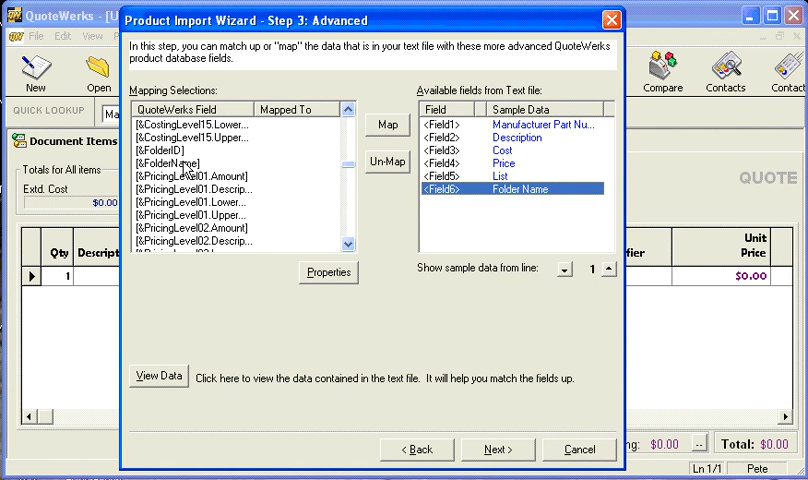 QuoteWerks - [U
Product Import Wizard - Step 3: Advanced
File Edit View
In this step, you can match up or "map" the data that is in your text file with these more advanced QuoteWerks
product database fields.
New
Open
Compare
Contacts
Contact
QUICK LOOKUP
Ma
Document Items
Totals for All items
Extd. Cost
$0.00
QUOTE
Mapping Selections:
QuoteWerks Field Mapped To
[&CostingLevel15.Lower...
[&CostingLevel15.Upper...
[&FolderID]
[&FolderName]
[&PricingLevel01.Amount]
[&PricingLevel01.Descrip...
[&PricingLevel01.Lower...
[&PricingLevel01.Upper...
[&PricingLevel02.Amount]
[&PricingLevel02.Descrip...
Map
Un-Map
Available fields from Text file:
Field Sample Data
<Field1> Manufacturer Part Nu...
<Field2> Description
<Field3> Cost
<Field4> Price
<Field5> List
<Field6> Folder Name
Properties
Show sample data from line: 1
Qty Descript
ifier
Unit
Price
1
$0.00
View Data
Click here to view the data contained in the text file. It will help you match the fields up.
< Back
Next >
Cancel
ng: $0.00 ..
Total: $0.00
Ln 1/1
Pete